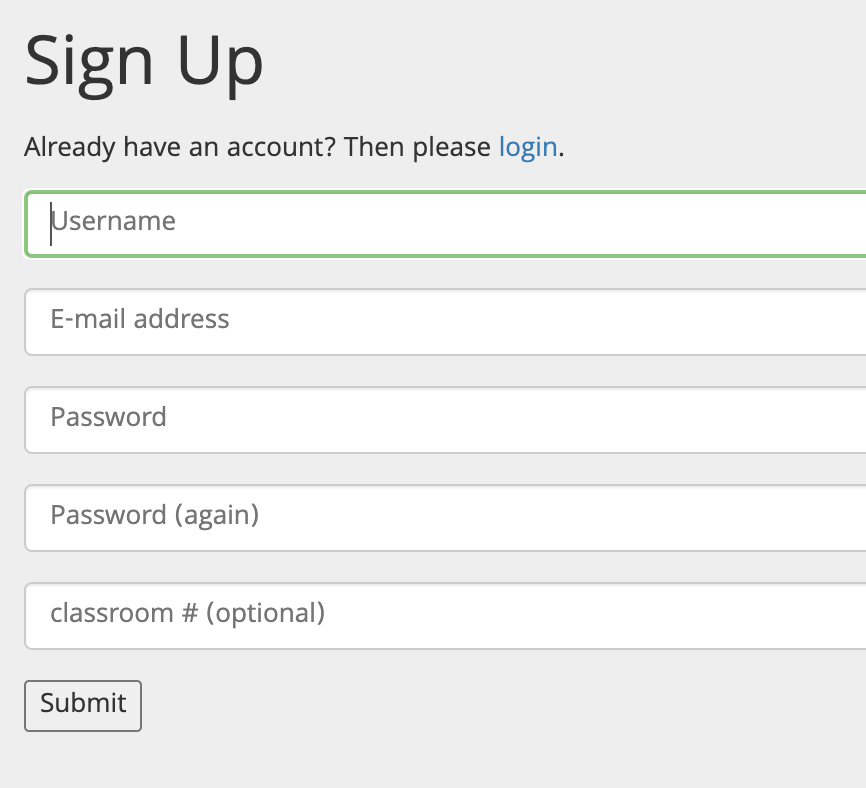 Sign Up
Already have an account? Then please login.
Username
E-mail address
Password
Password (again)
classroom # (optional)
Submit